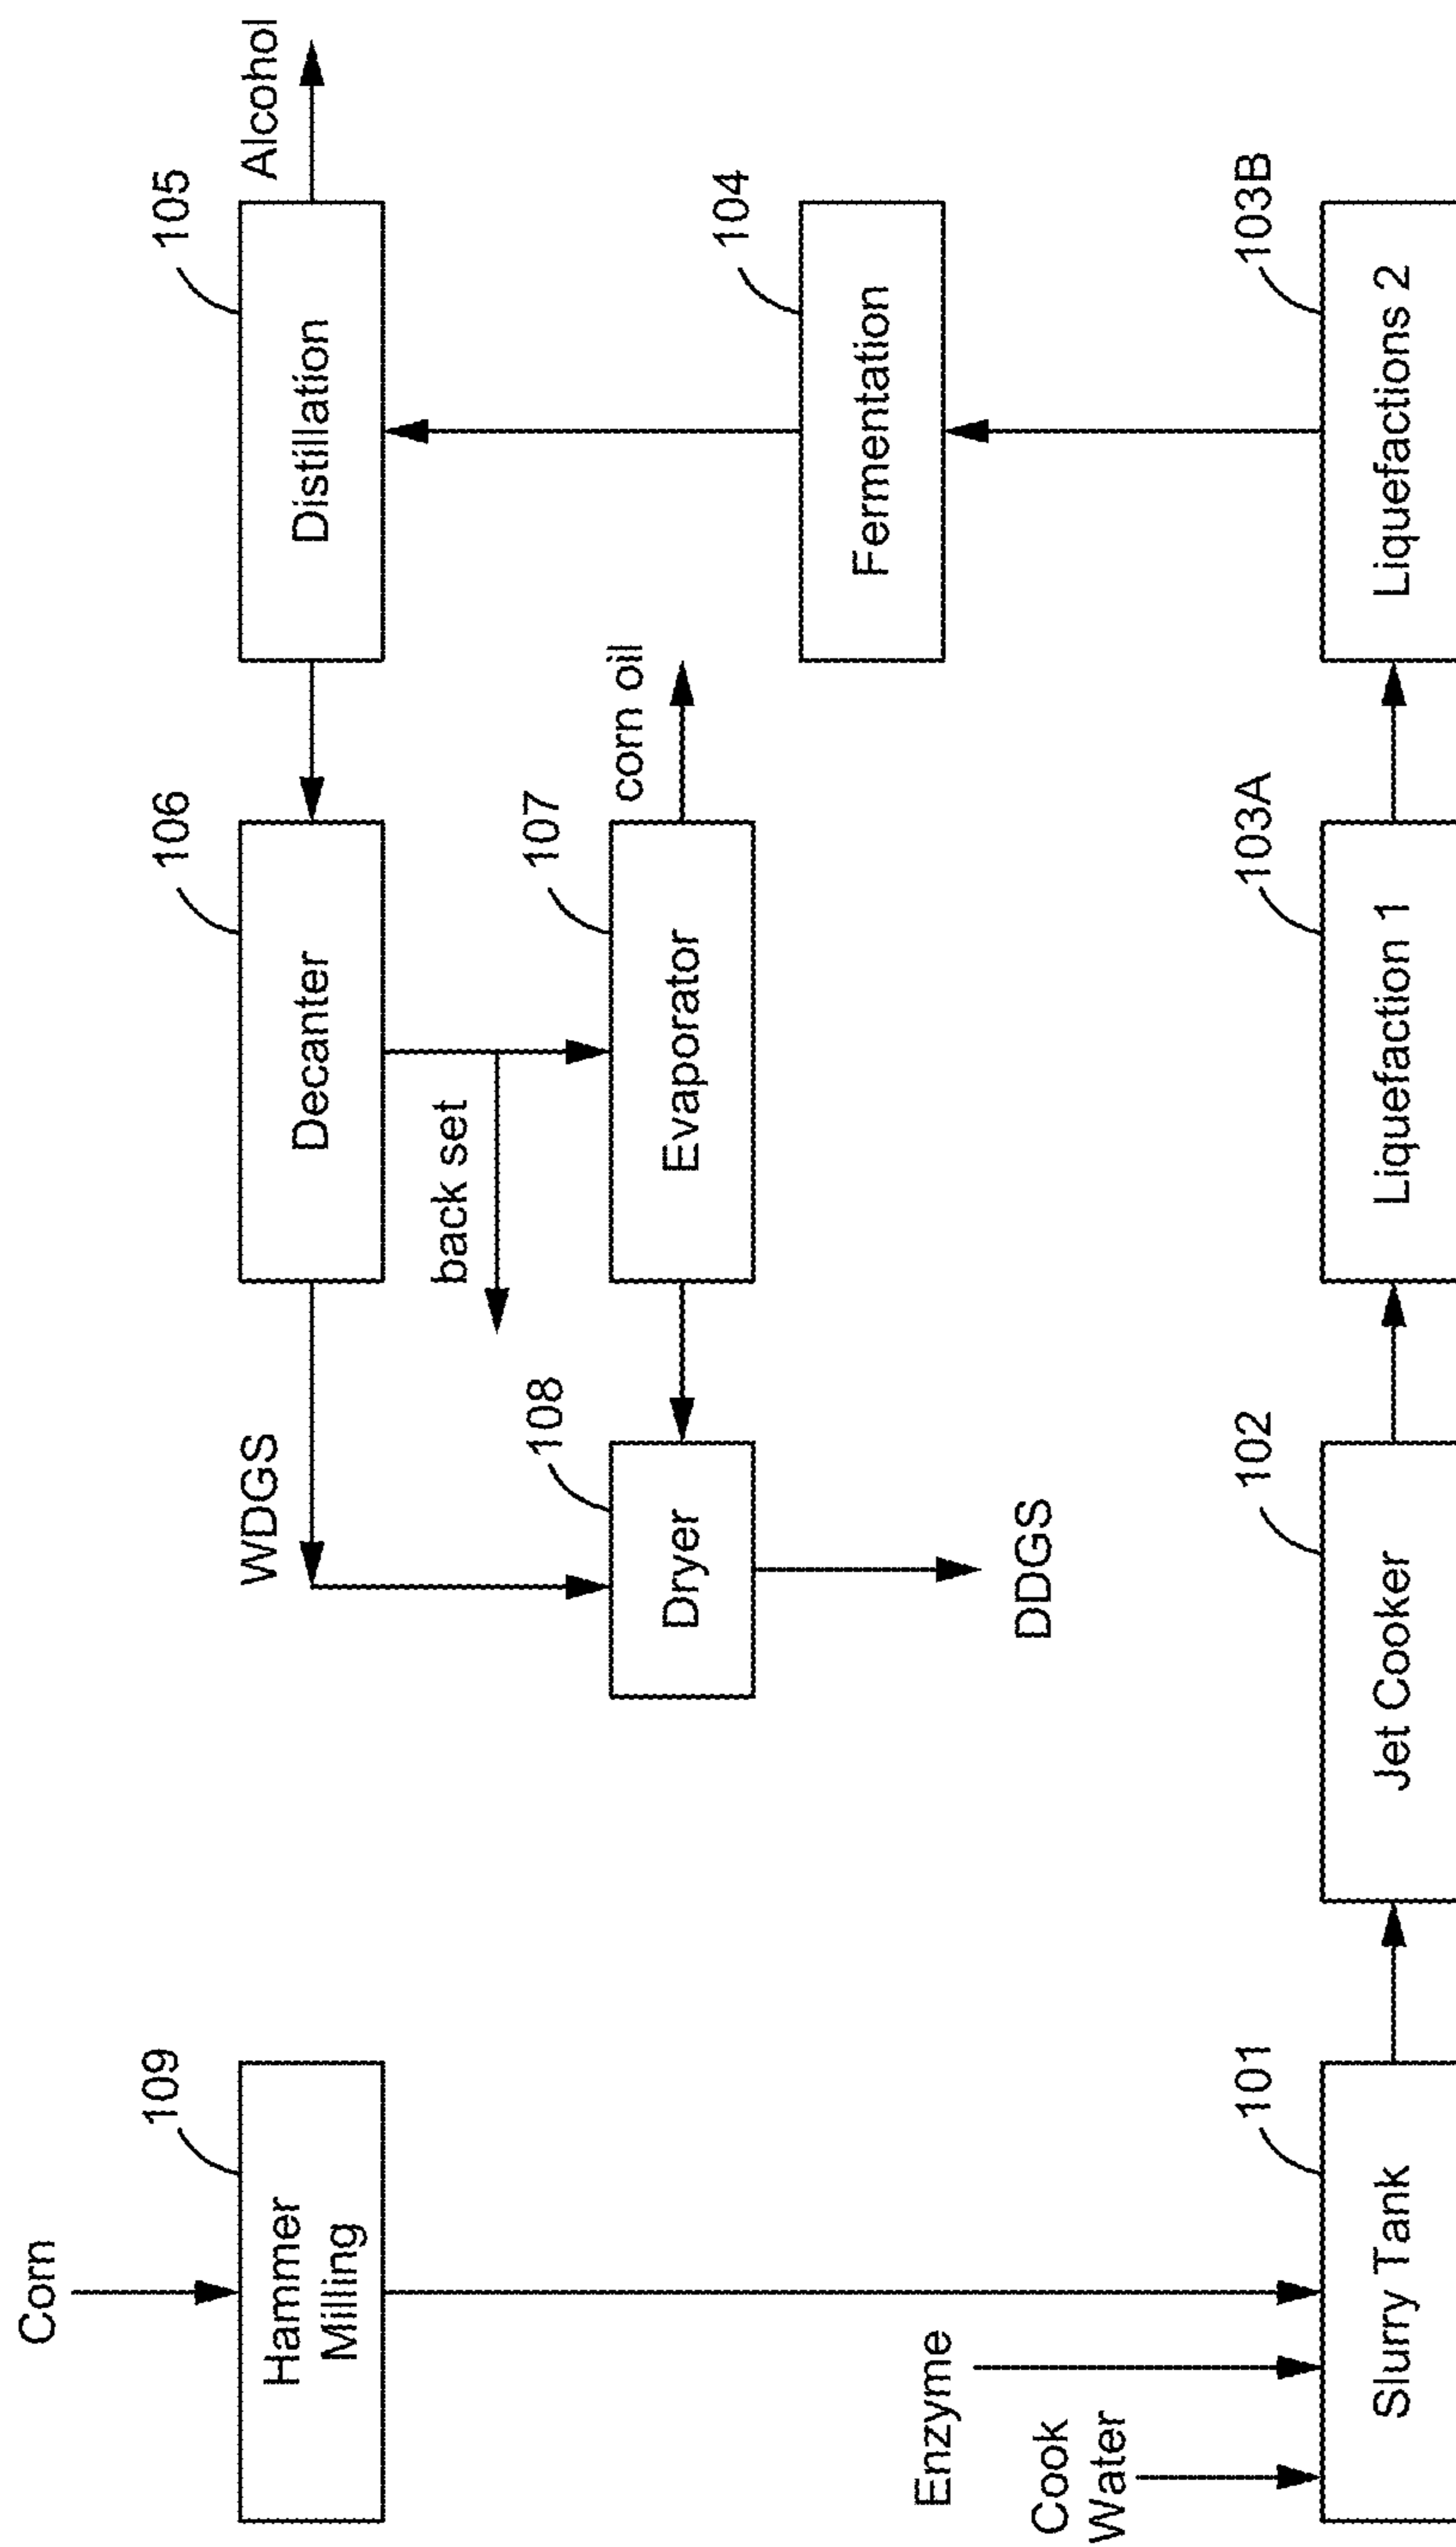 Corn
109
Hammer
Milling
Enzyme
Cook
Water
101
Slurry Tank
102
Jet Cooker
103A
Liquefaction 1
103B
Liquefactions 2
104
Fermentation
105
Distillation
Alcohol
106
Decanter
WDGS
back set
107
Evaporator
corn oil
108
Dryer
DDGS